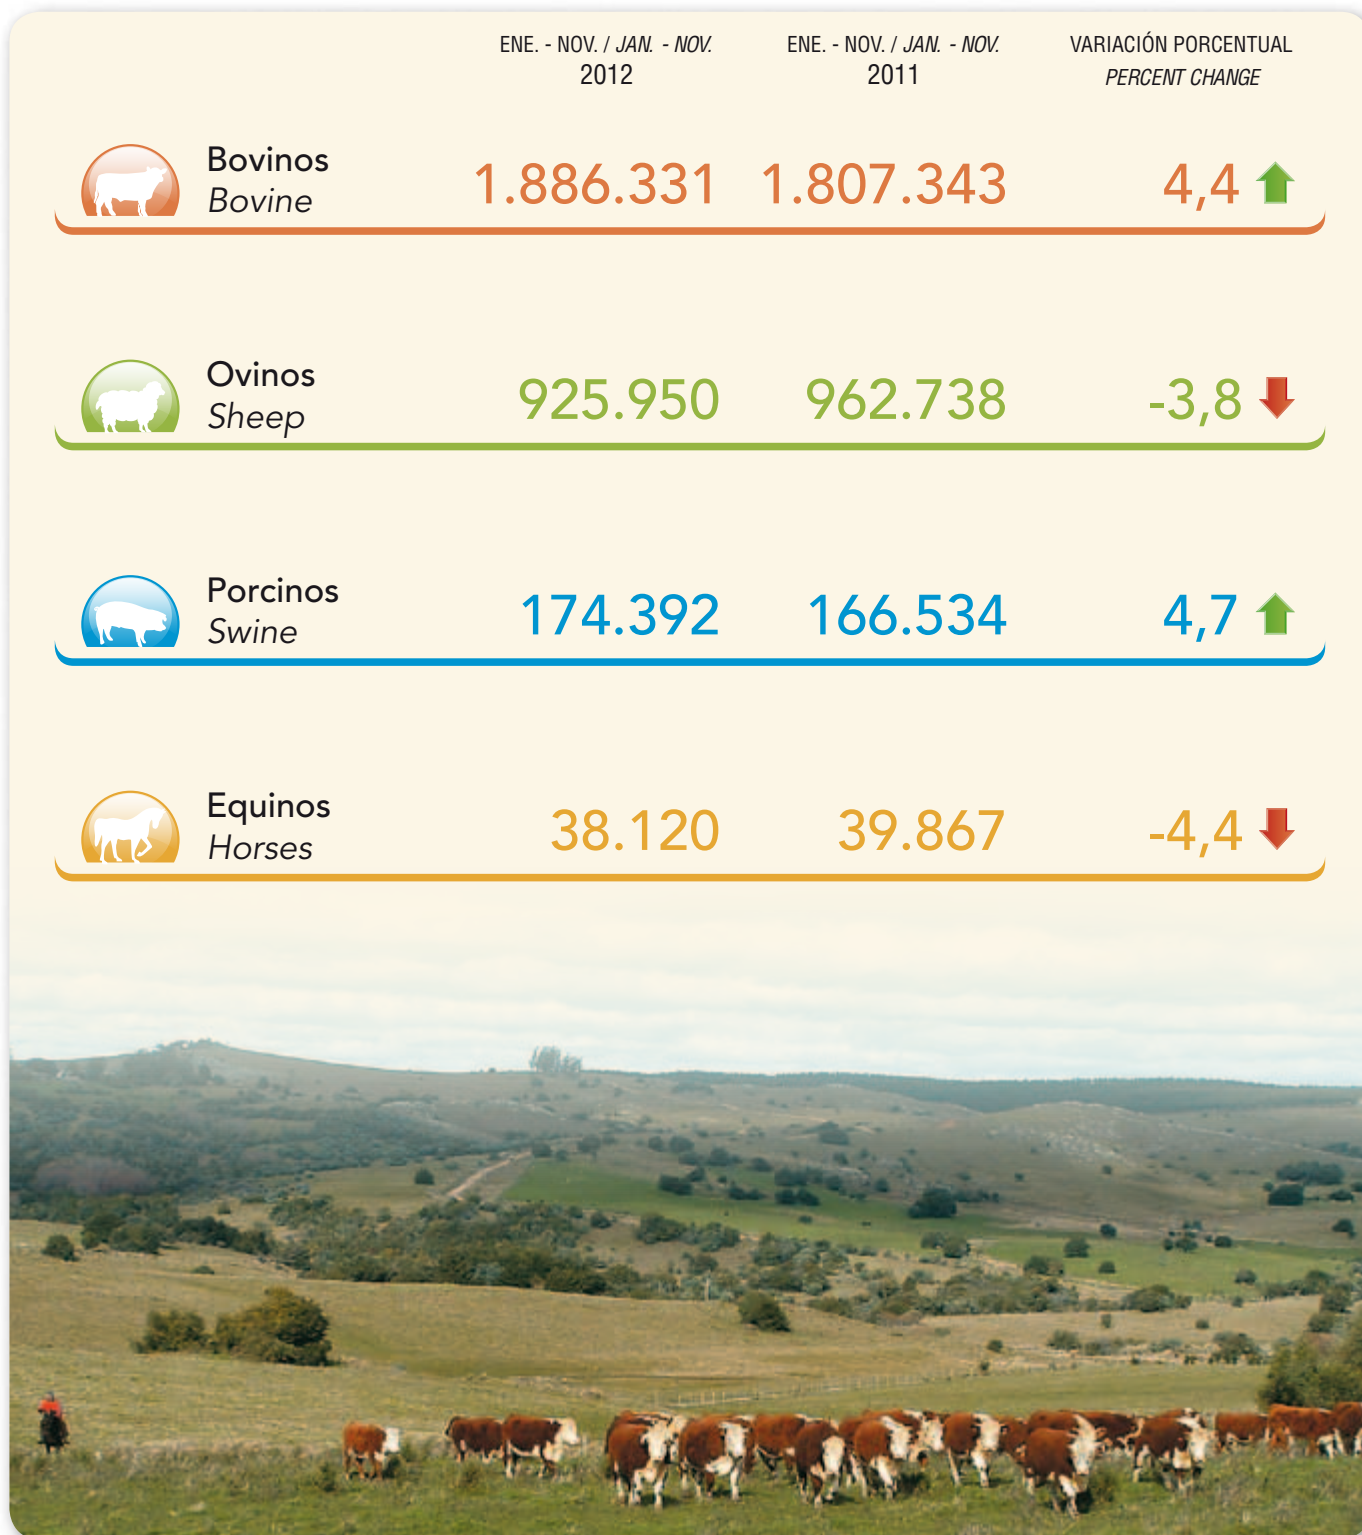 ENE. - NOV. / JAN. - NOV. ENE. - NOV. / JAN. - NOV. VARIACIÓN PORCENTUAL
2012 2011 PERCENT CHANGE
Bovinos
Bovine
1.886.331 1.807.343 4,4
Ovinos
Sheep
925.950 962.738 -3,8
Porcinos
Swine
174.392 166.534 4,7
Equinos
Horses
38.120 39.867 -4,4